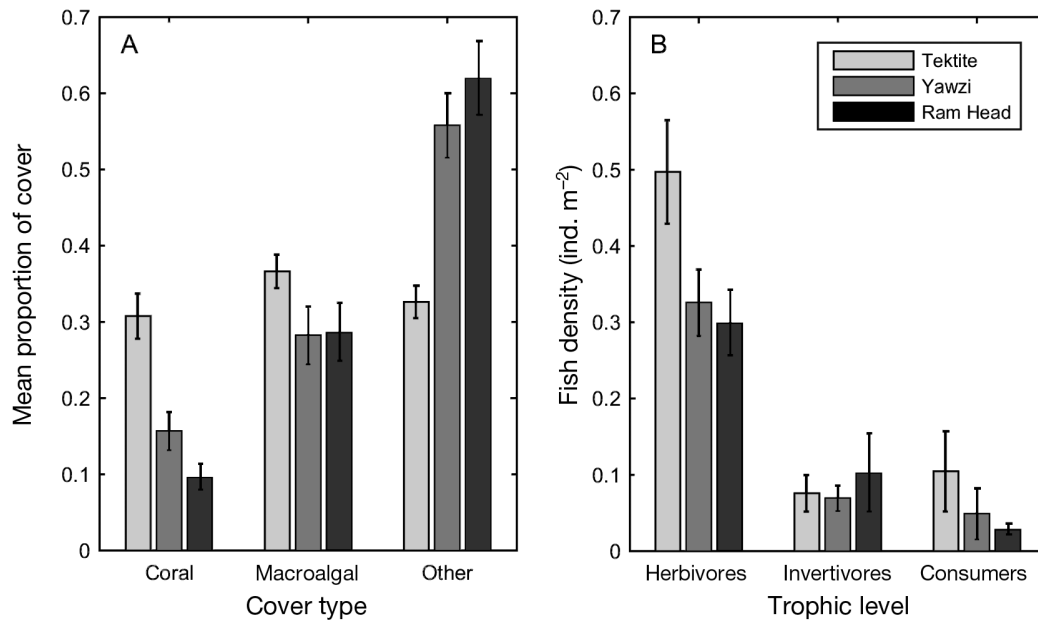 A
0.7
0.6
0.5
0.4
0.3
0.2
0.1
0
Mean proportion of cover
Coral Macroalgal Other
Cover type
B
Tektite
Yawzi
Ram Head
0.7
0.6
0.5
0.4
0.3
0.2
0.1
0
Fish density (ind. m⁻²)
Herbivores Invertivores Consumers
Trophic level